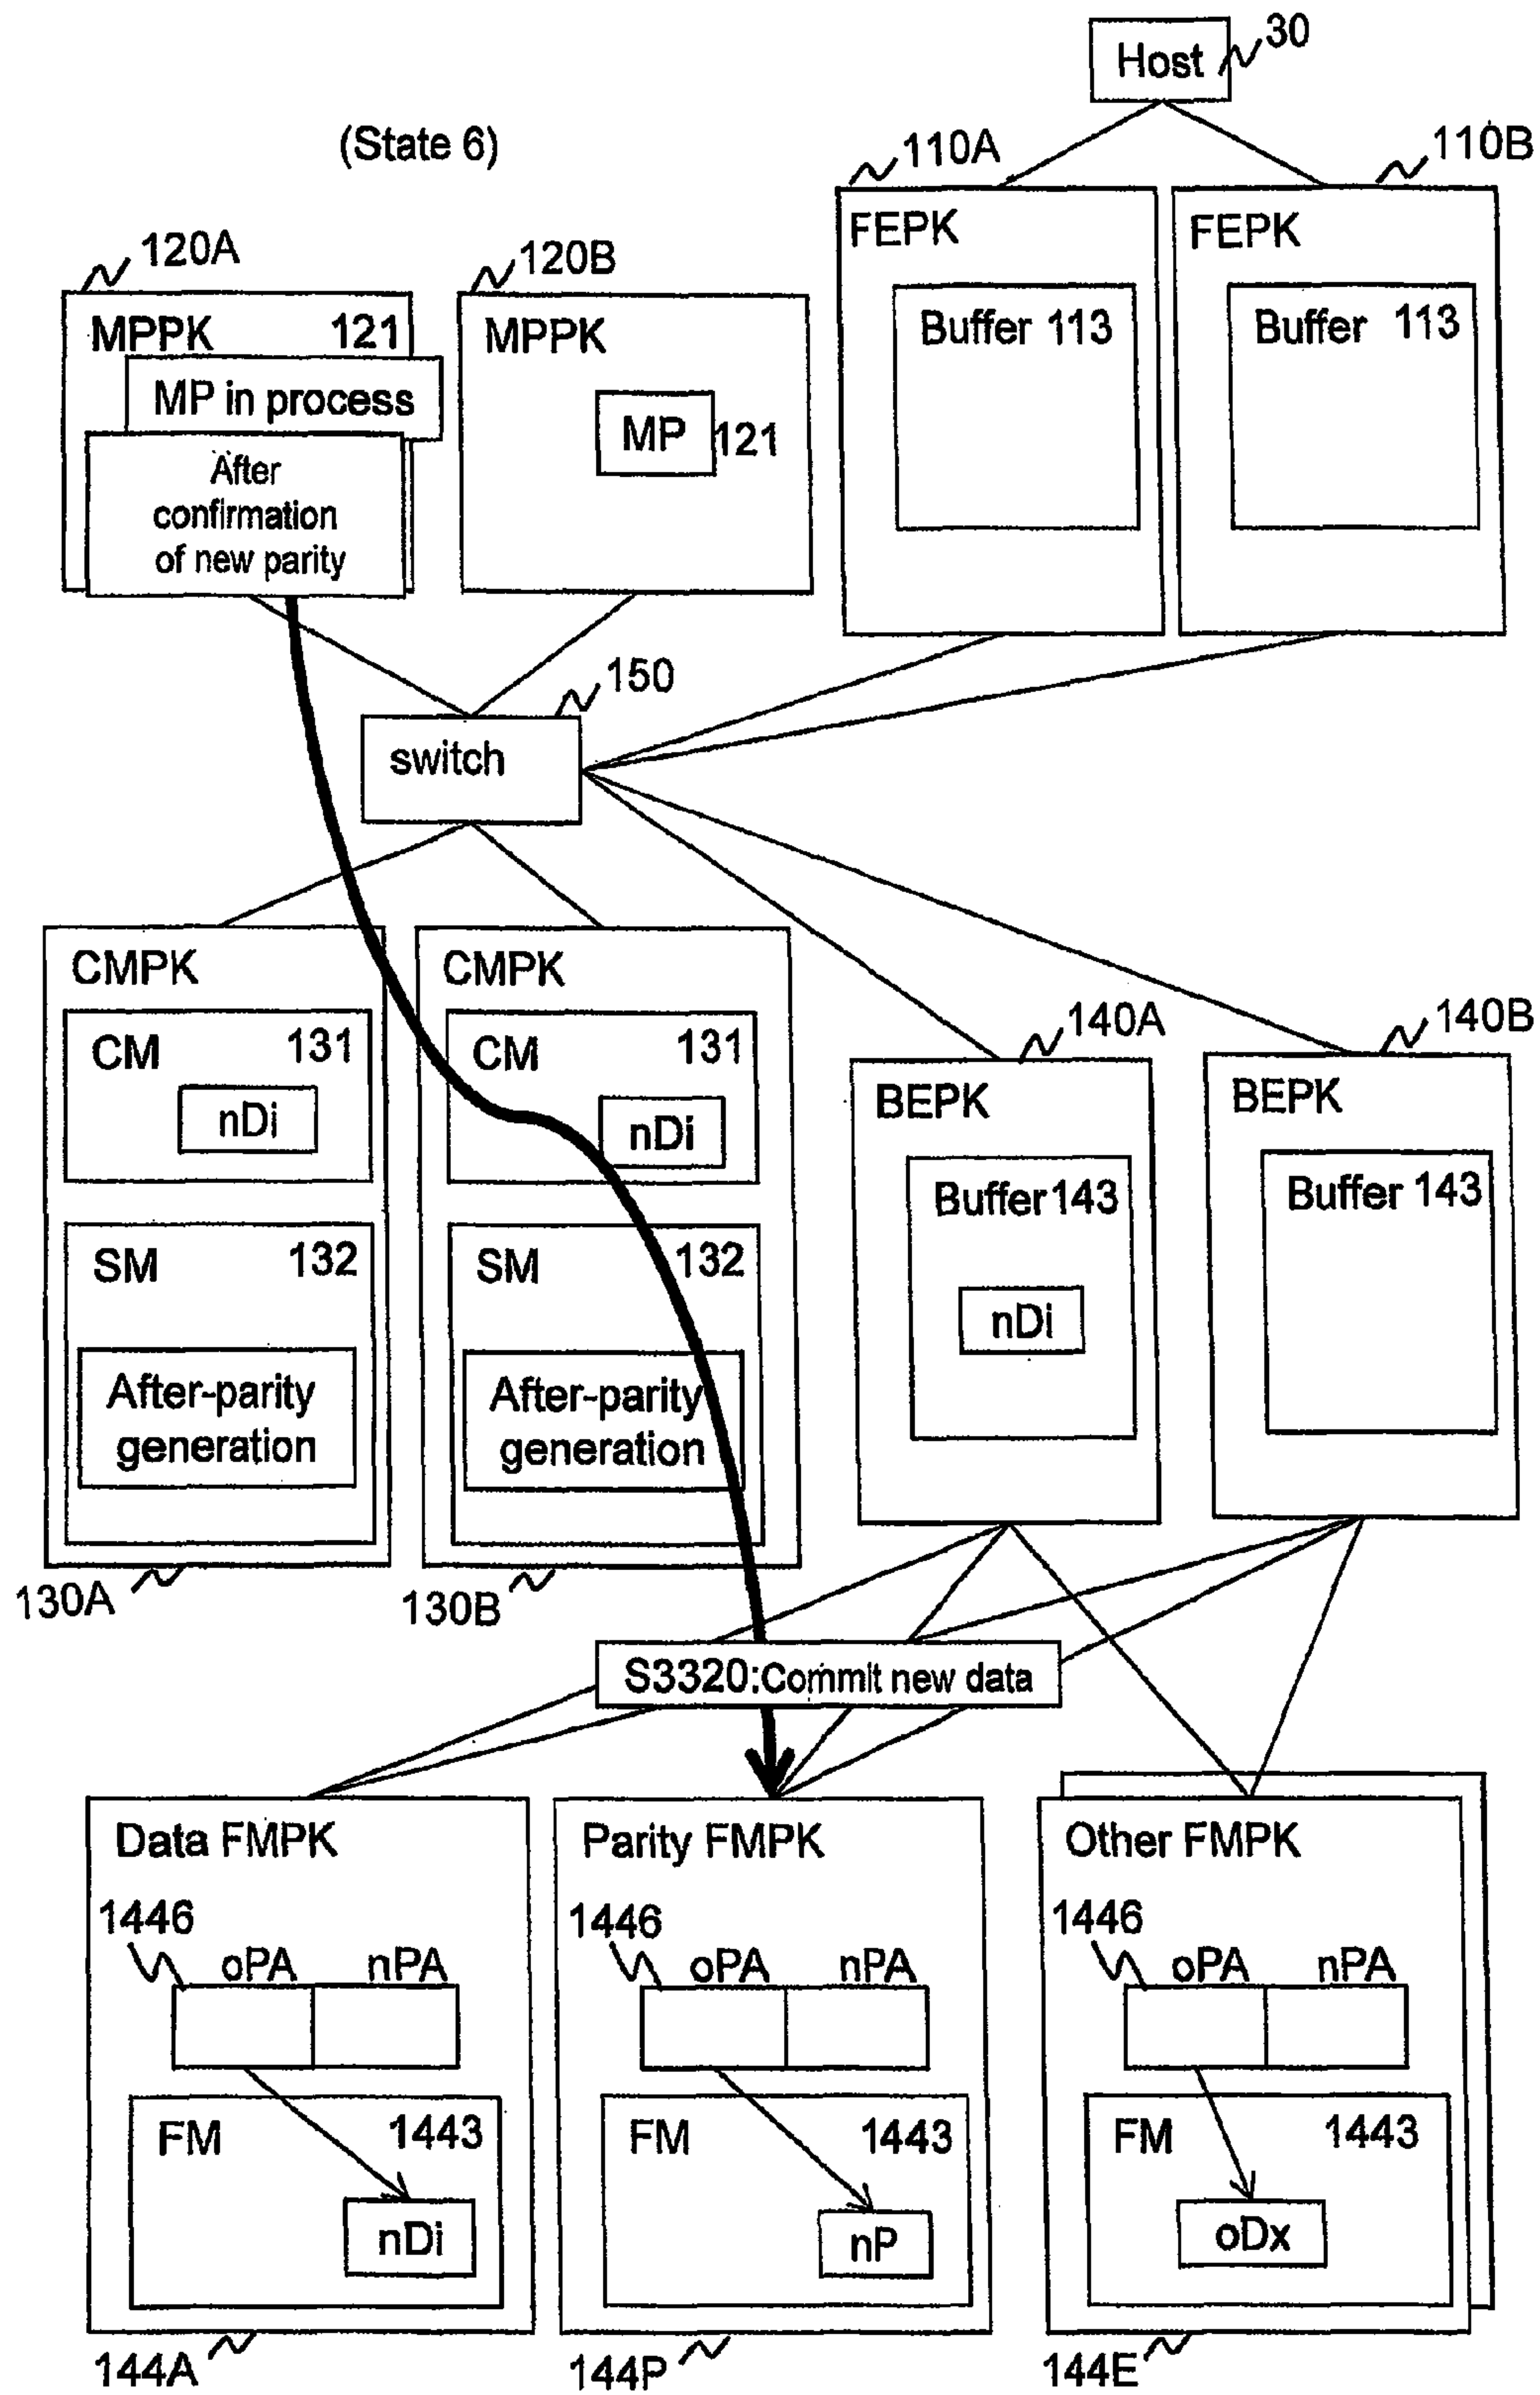 Host
30
(State 6)
110A
110B
FEPK
Buffer 113
FEPK
Buffer 113
120A
MPPK 121
MP in process
After
confirmation
of new parity
120B
MPPK
MP
121
150
switch
CMPK
CM 131
nDi
SM 132
After-parity
generation
130A
CMPK
CM 131
nDi
SM 132
After-parity
generation
130B
140A
BEPK
Buffer 143
nDi
140B
BEPK
Buffer 143
S3320:Commit new data
Data FMPK
1446
oPA nPA
FM 1443
nDi
144A
Parity FMPK
1446
oPA nPA
FM 1443
nP
144P
Other FMPK
1446
oPA nPA
FM 1443
oDx
144E